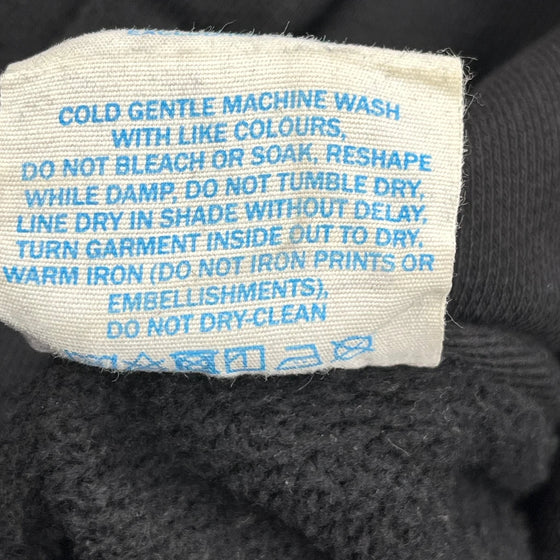 COLD GENTLE MACHINE WASH
WITH LIKE COLOURS,
DO NOT BLEACH OR SOAK, RESHAPE
WHILE DAMP, DO NOT TUMBLE DRY,
LINE DRY IN SHADE WITHOUT DELAY,
TURN GARMENT INSIDE OUT TO DRY,
WARM IRON (DO NOT IRON PRINTS OR
EMBELLISHMENTS),
DO NOT DRY-CLEAN